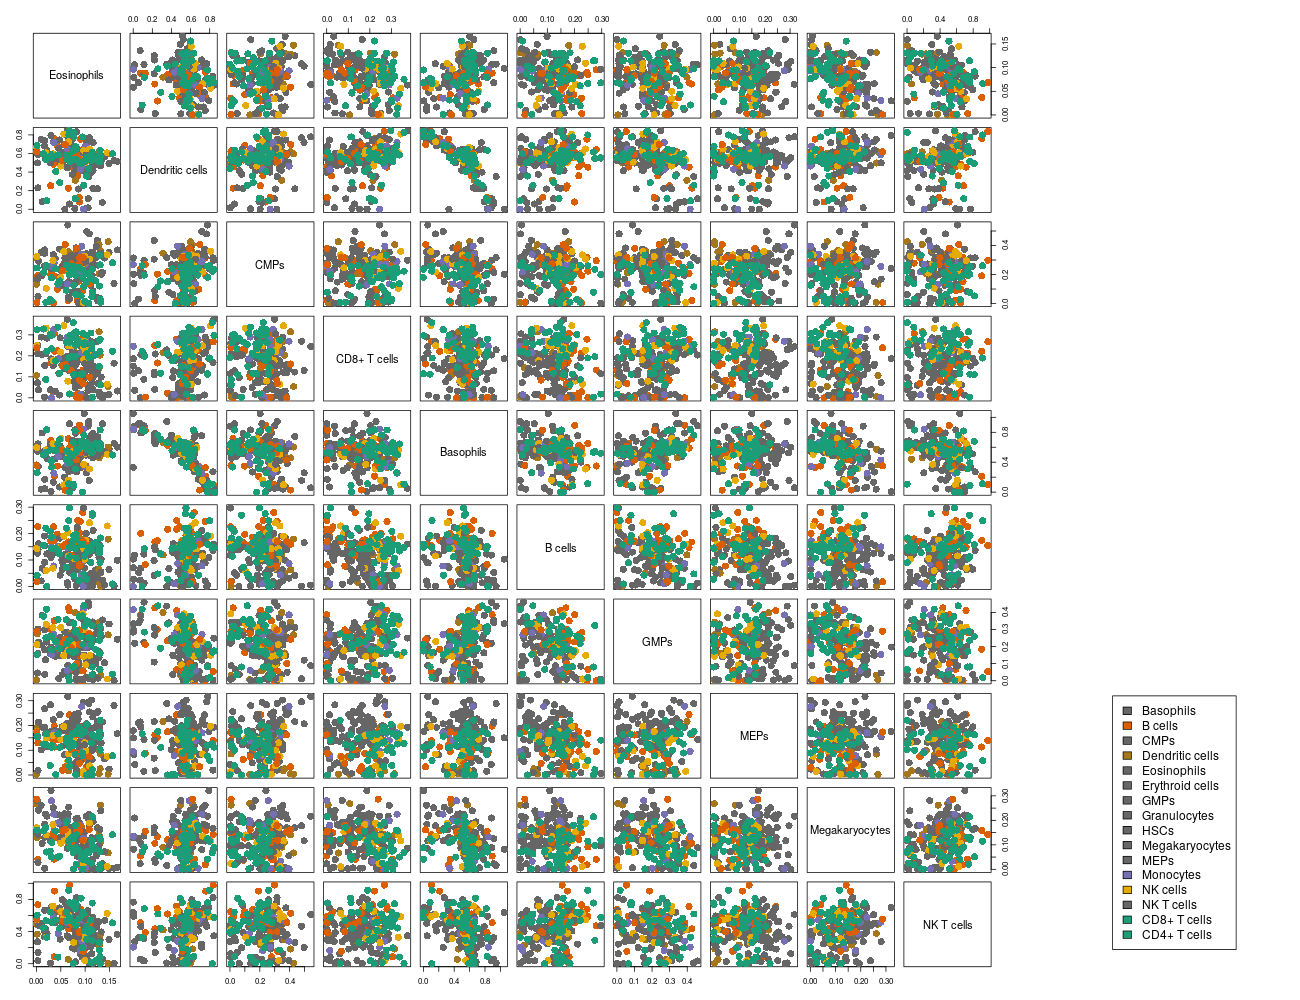 0.0 0.2 0.4 0.6 0.8
0.0 0.1 0.2 0.3
0.00 0.10 0.20 0.30
0.00 0.10 0.20 0.30
0.0 0.4 0.8
Eosinophils
0.00 0.05 0.10 0.15
0.0 0.2 0.4 0.6 0.8
Dendritic cells
CMPs
0.0 0.2 0.4
0.0 0.1 0.2 0.3
CD8+ T cells
Basophils
0.0 0.4 0.8
0.00 0.10 0.20 0.30
B cells
GMPs
0.0 0.1 0.2 0.3 0.4
0.00 0.10 0.20 0.30
MEPs
Megakaryocytes
0.00 0.10 0.20 0.30
0.0 0.4 0.8
NK T cells
0.00 0.05 0.10 0.15
0.0 0.2 0.4
0.0 0.4 0.8
0.0 0.1 0.2 0.3 0.4
0.00 0.10 0.20 0.30
Basophils
B cells
CMPs
Dendritic cells
Eosinophils
Erythroid cells
GMPs
Granulocytes
HSCs
Megakaryocytes
MEPs
Monocytes
NK cells
NK T cells
CD8+ T cells
CD4+ T cells